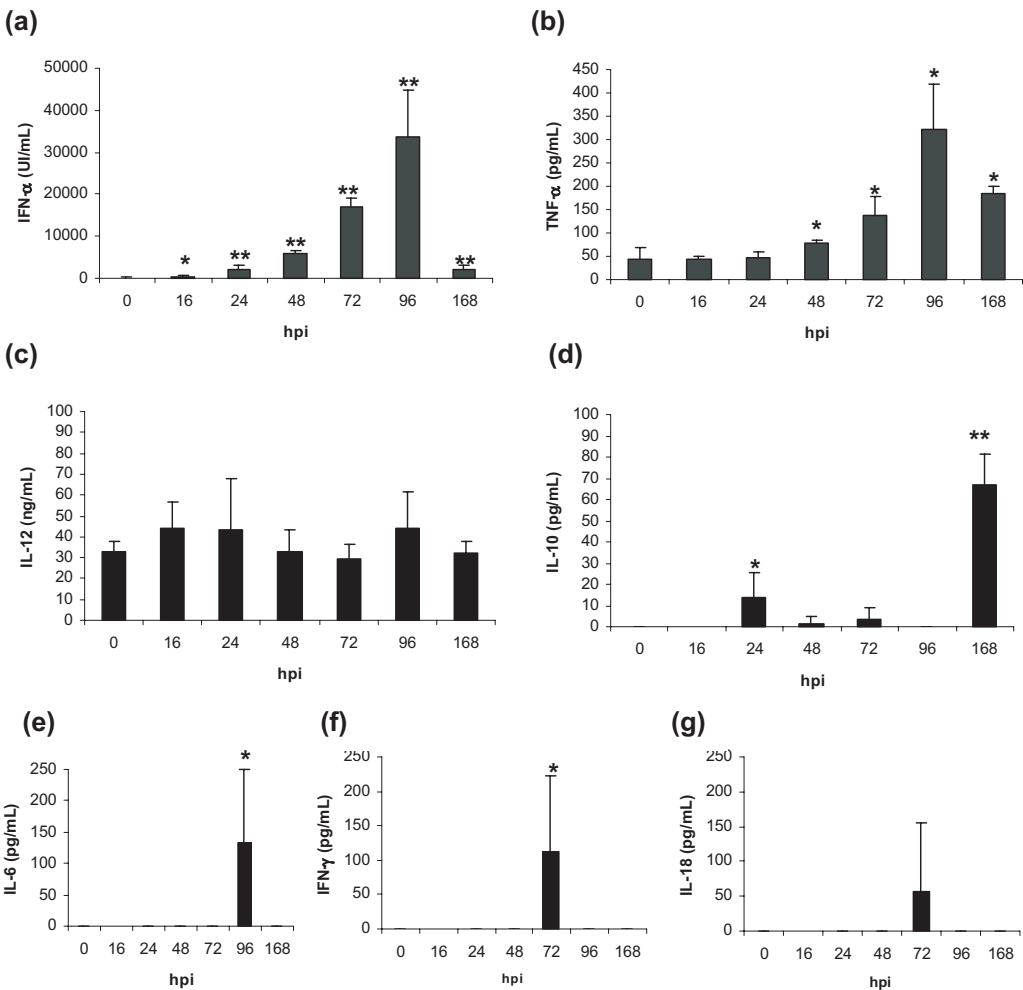 (a)
50000
40000
30000
20000
10000
0
IFN-α (UI/mL)
* ** ** ** ** **
0 16 24 48 72 96 168
hpi
(b)
450
400
350
300
250
200
150
100
50
0
TNF-α (pg/mL)
* * * *
0 16 24 48 72 96 168
hpi
(c)
100
90
80
70
60
50
40
30
20
10
0
IL-12 (ng/mL)
0 16 24 48 72 96 168
hpi
(d)
100
90
80
70
60
50
40
30
20
10
0
IL-10 (pg/mL)
* **
0 16 24 48 72 96 168
hpi
(e)
250
200
150
100
50
0
IL-6 (pg/mL)
*
0 16 24 48 72 96 168
hpi
(f)
250
200
150
100
50
0
IFN-γ (pg/mL)
*
0 16 24 48 72 96 168
hpi
(g)
250
200
150
100
50
0
IL-18 (pg/mL)
0 16 24 48 72 96 168
hpi